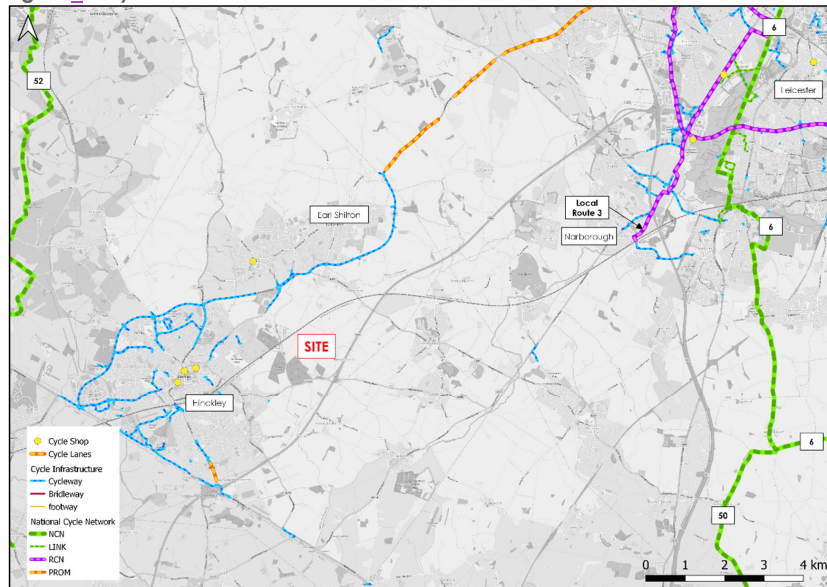 52
6
Leicester
Earl Shilton
Local
Route 3
Narborough
6
SITE
Hinckley
6
50
Cycle Shop
Cycle Lanes
Cycle Infrastructure
Cycleway
Bridleway
footway
National Cycle Network
NCN
LINK
RCN
PROM
0 1 2 3 4 km